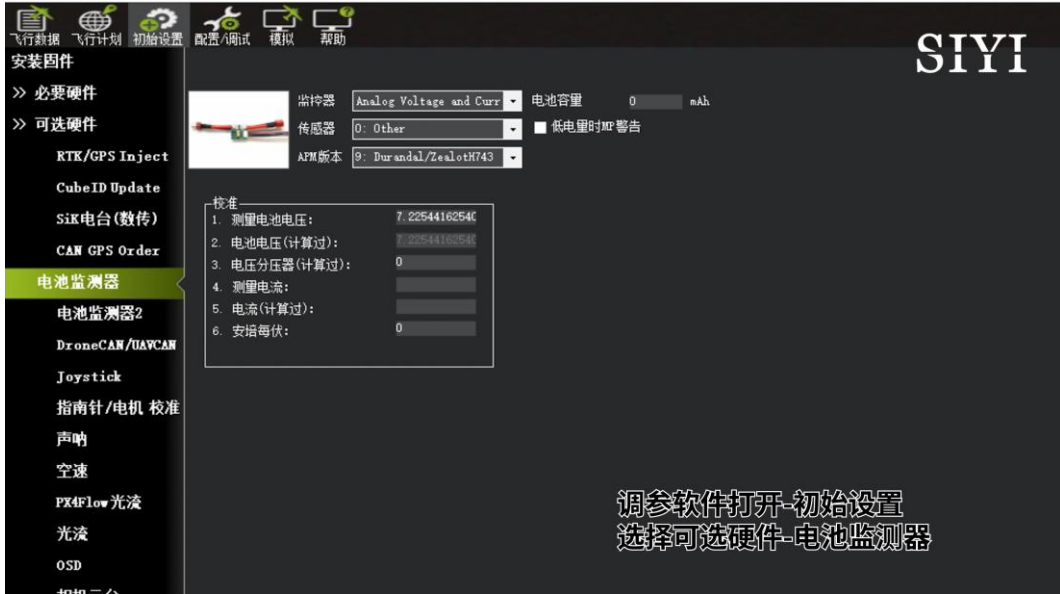 飞行数据 飞行计划 初始设置 配置/调试 模拟 帮助
SIYI
安装固件
>> 必要硬件
>> 可选硬件
RTK/GPS Inject
CubeID Update
SiK电台(数传)
CAN GPS Order
电池监测器
电池监测器2
DroneCAN/UAVCAN
Joystick
指南针/电机 校准
声呐
空速
PX4Flow光流
光流
OSD
监控器 Analog Voltage and Curr 电池容量 0 mAh
传感器 0: Other 低电量时MP警告
APM版本 9: Durandal/ZealotH743
校准
1. 测量电池电压: 7.2254416254(
2. 电池电压(计算过): 7.2254416254(
3. 电压分压器(计算过): 0
4. 测量电流:
5. 电流(计算过):
6. 安培每伏: 0
调参软件打开-初始设置
选择可选硬件-电池监测器